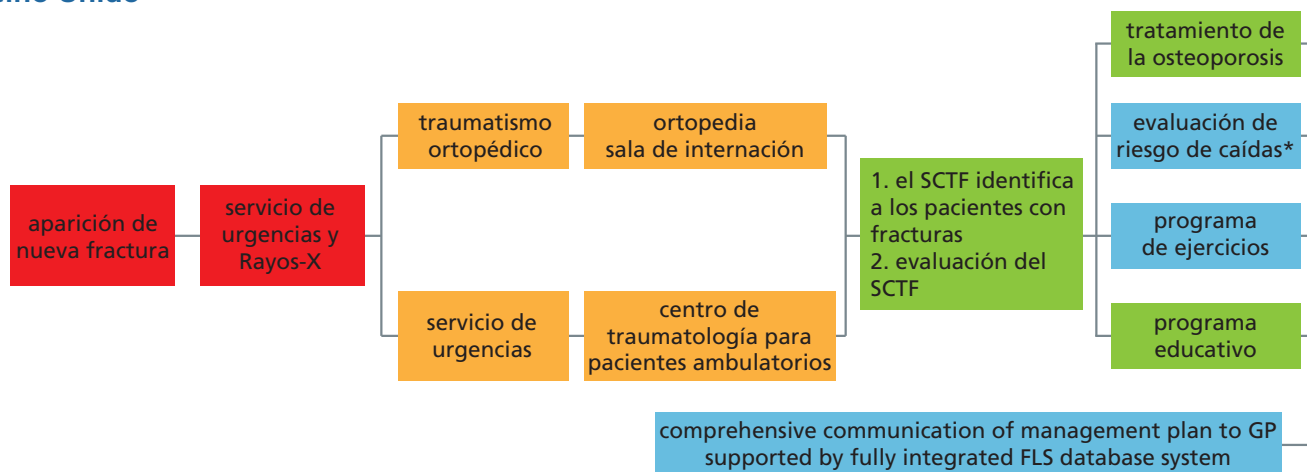 Unido
aparición de
nueva fractura
servicio de
urgencias y
Rayos-X
traumatismo
ortopédico
ortopedia
sala de internación
servicio de
urgencias
centro de
traumatología para
pacientes ambulatorios
1. el SCTF identifica
a los pacientes con
fracturas
2. evaluación del
SCTF
tratamiento de
la osteoporosis
evaluación de
riesgo de caídas*
programa
de ejercicios
programa
educativo
comprehensive communication of management plan to GP
supported by fully integrated FLS database system